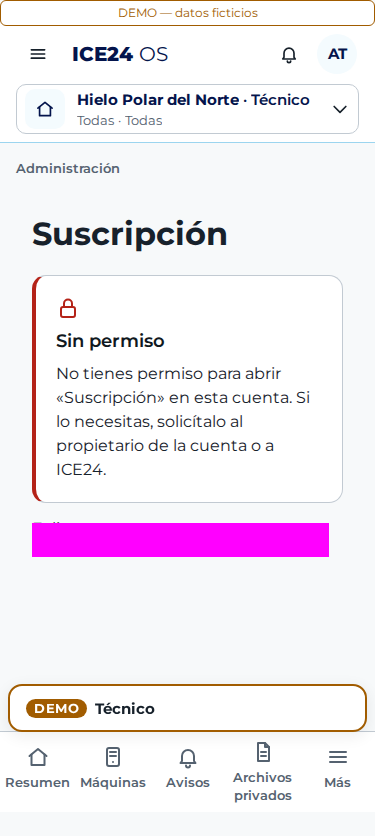 DEMO — datos ficticios
ICE24 OS
AT
Hielo Polar del Norte · Técnico
Todas · Todas
Administración
Suscripción
Sin permiso
No tienes permiso para abrir
«Suscripción» en esta cuenta. Si
lo necesitas, solicítalo al
propietario de la cuenta o a
ICE24.
DEMO Técnico
Resumen
Máquinas
Avisos
Archivos
privados
Más